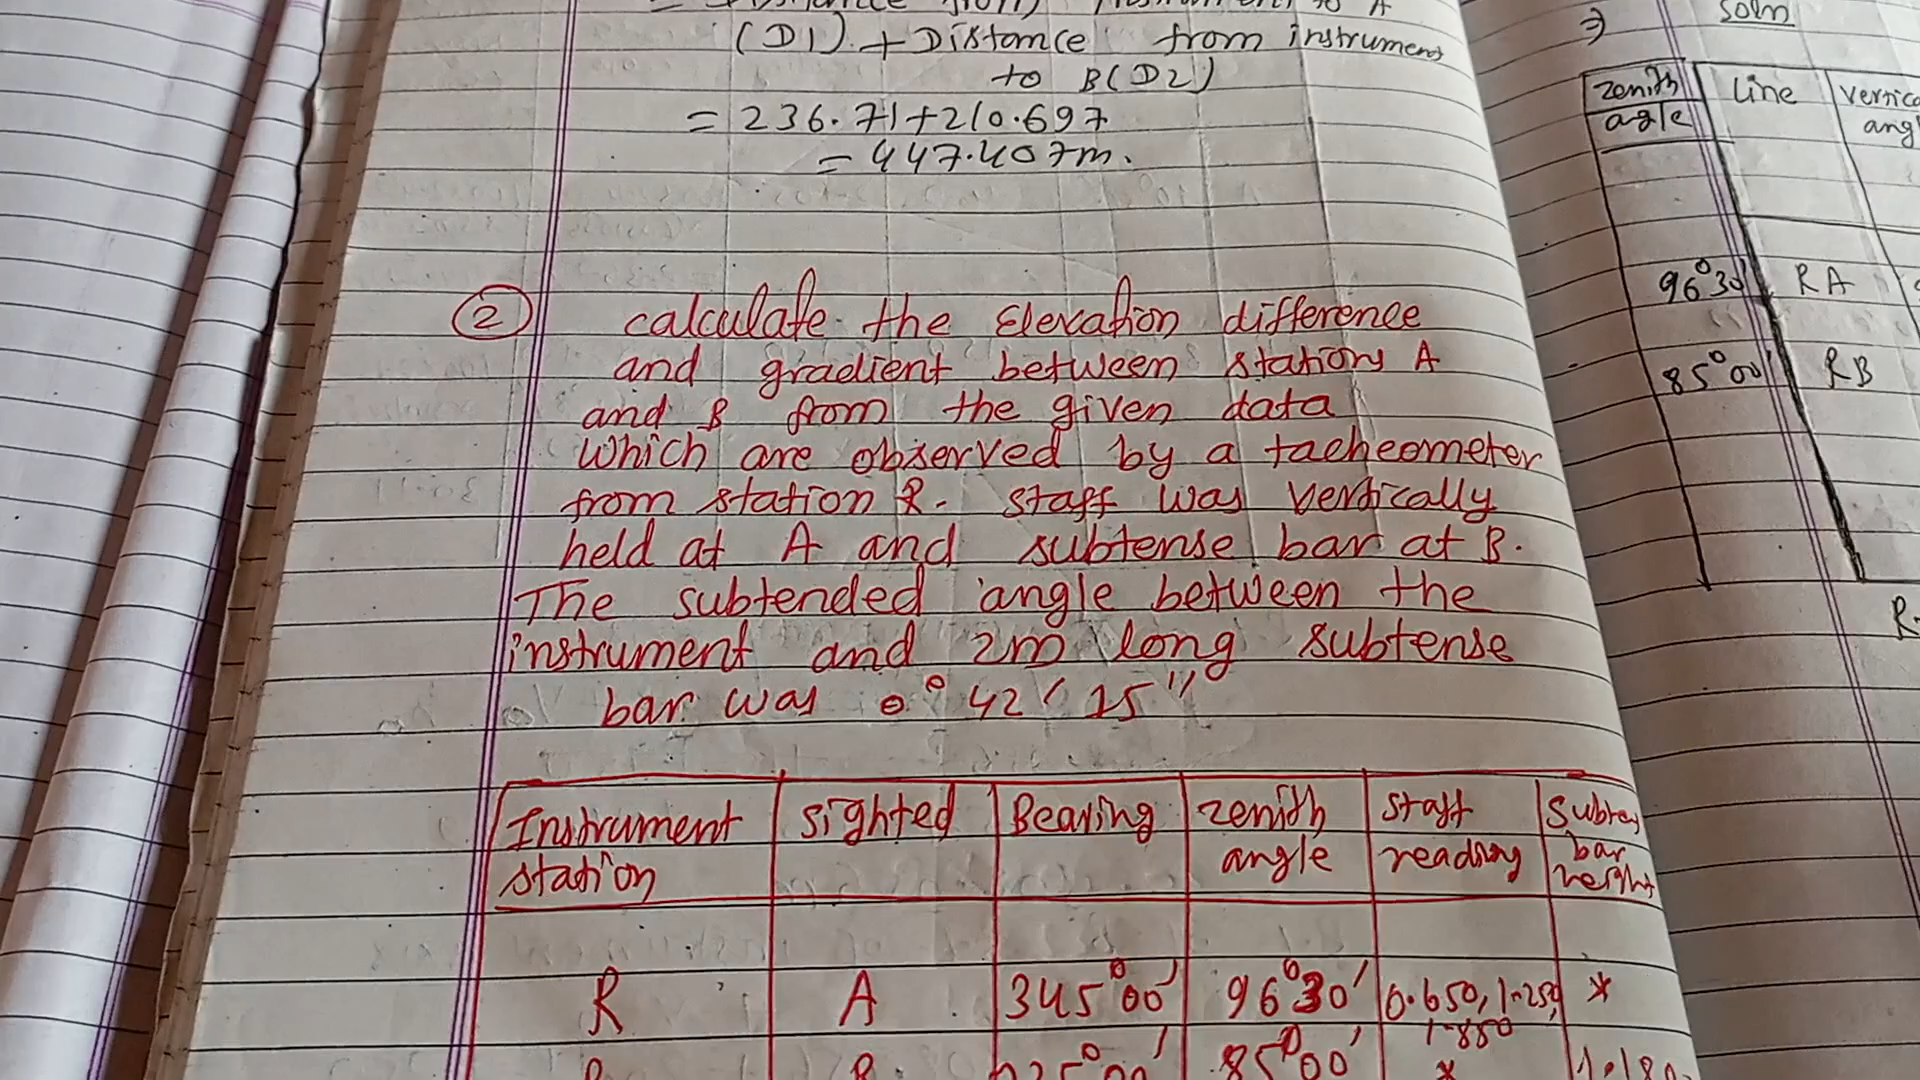 (D1) + Distance from instrument
to B(D2)
= 236.71+210.697
= 447.407m.
② calculate the Elevation difference
and gradient between stations A
and B from the given data
which are observed by a tacheometer
from station R. staff was vertically
held at A and subtense bar at B.
The subtended angle between the
instrument and 2m long subtense
bar was 0° 42' 15"
Instrument station | sighted | Bearing | zenith angle | staff reading | bar height
R | A | 345°00' | 96°30' | 0.650, 1.250, 1.850 | *
85°00' | *
⇒ soln
zenith angle | Line
96°30' RA
85°00' RB